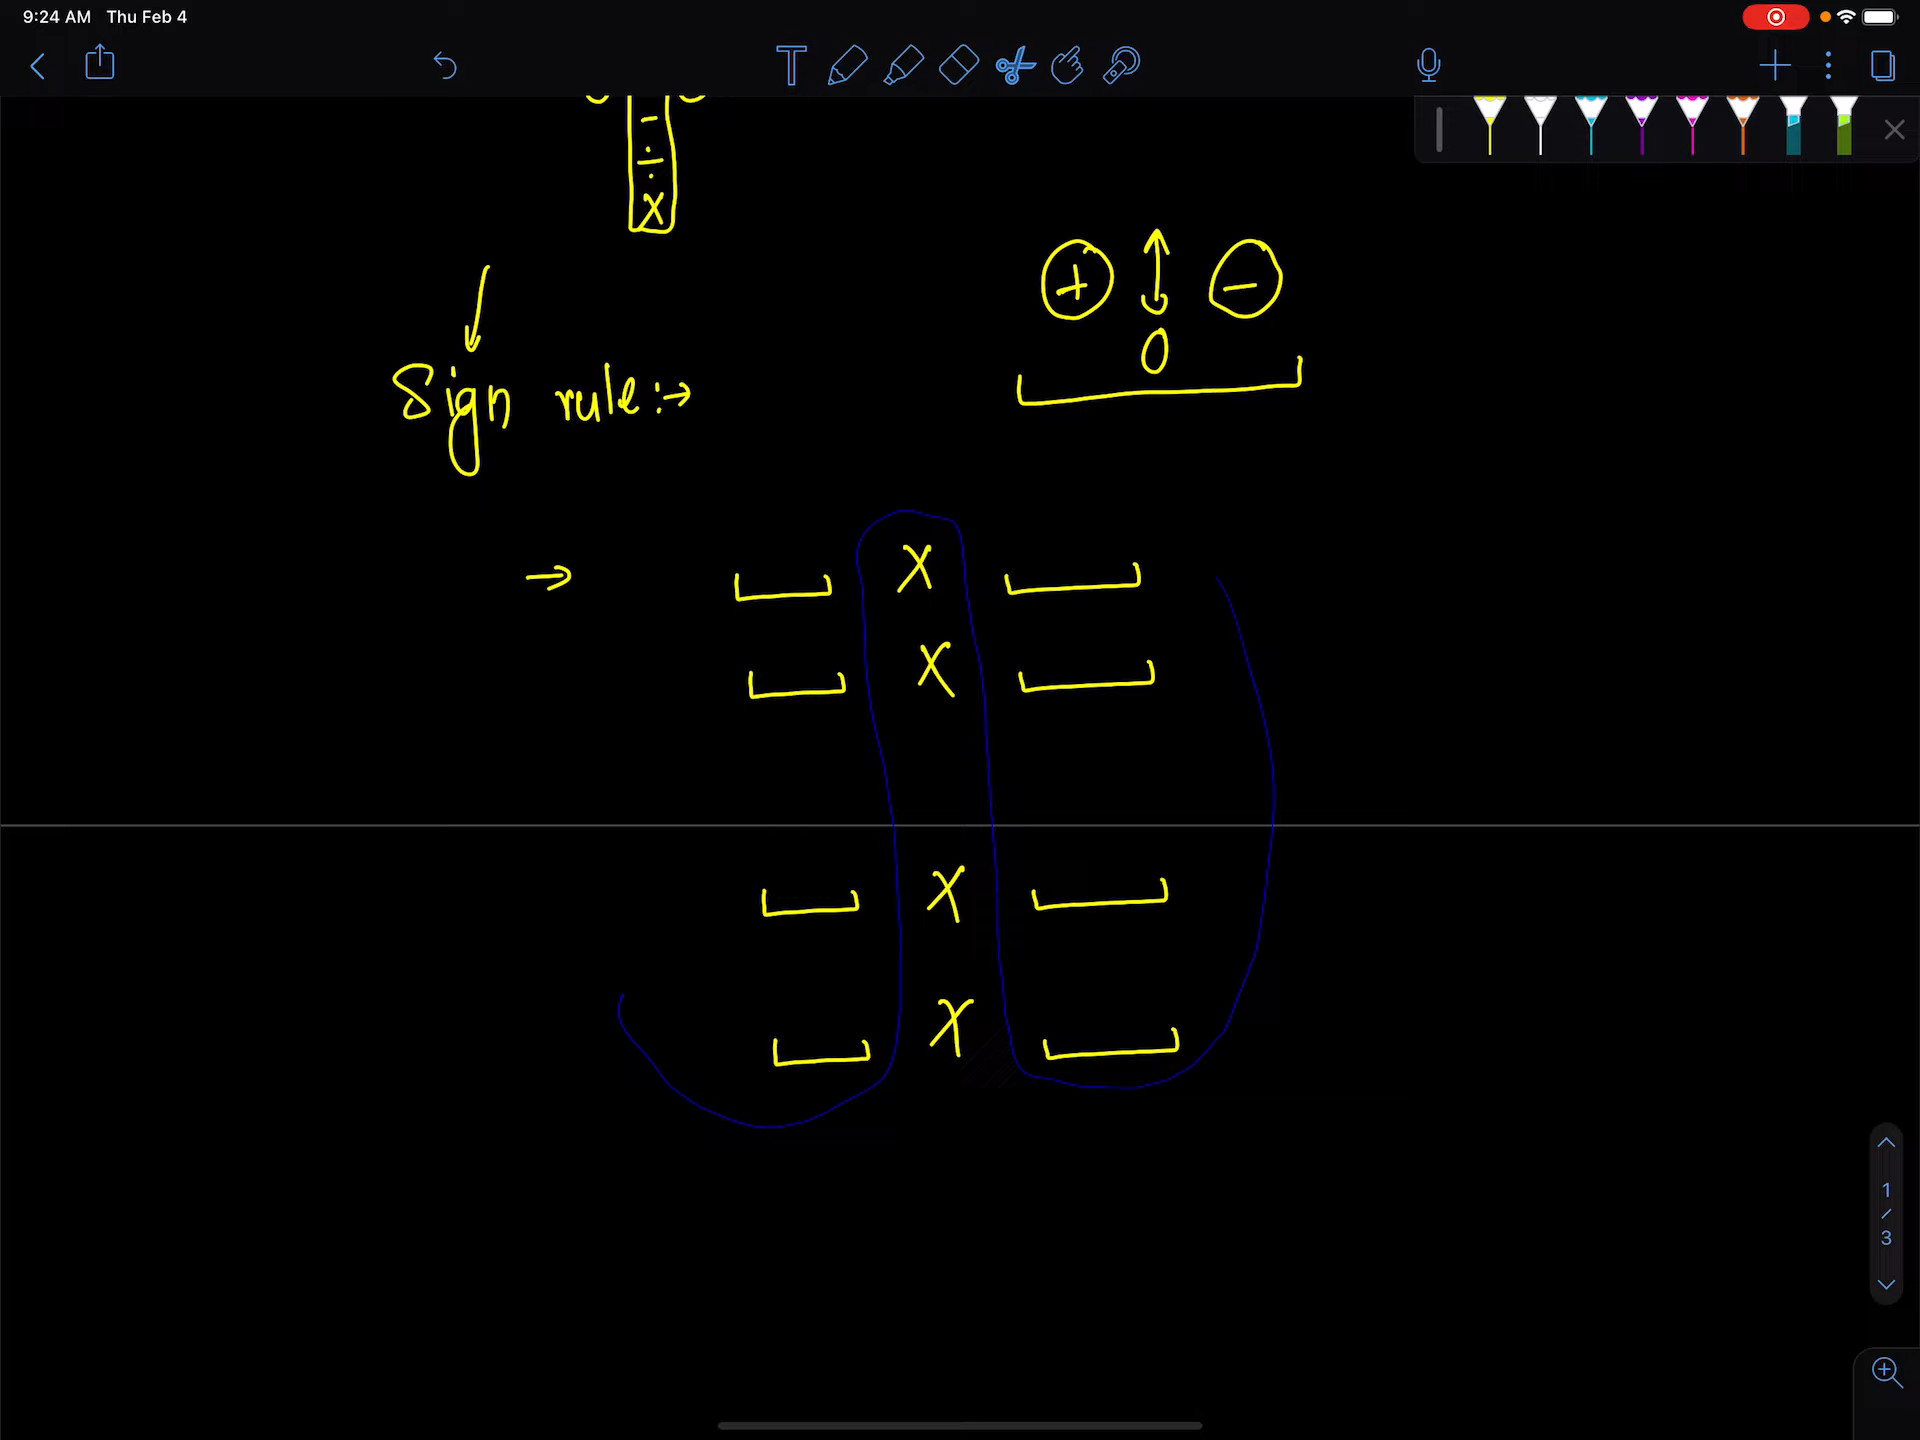 9:24 AM Thu Feb 4
-
÷
X
+ -
0
Sign rule:→
→ X
X
X
X
1
/
3